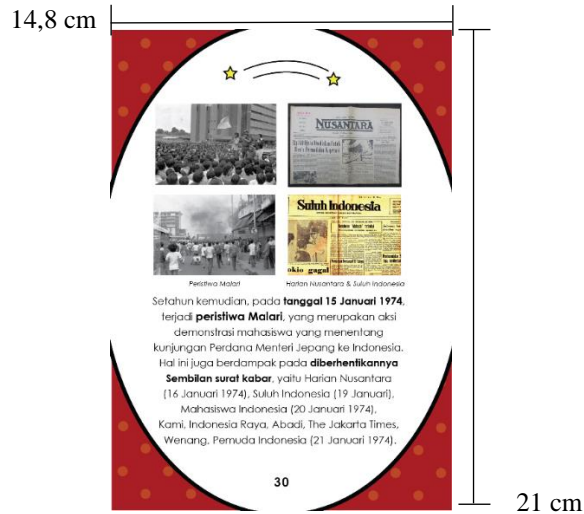 14,8 cm
NUSANTARA
Suluh Indonesia
okio gagal
Peristiwa Malari
Harian Nusantara & Suluh Indonesia
Setahun kemudian, pada tanggal 15 Januari 1974,
terjadi peristiwa Malari, yang merupakan aksi
demonstrasi mahasiswa yang menentang
kunjungan Perdana Menteri Jepang ke Indonesia.
Hal ini juga berdampak pada diberhentikannya
Sembilan surat kabar, yaitu Harian Nusantara
(16 Januari 1974), Suluh Indonesia (19 Januari),
Mahasiswa Indonesia (20 Januari 1974),
Kami, Indonesia Raya, Abadi, The Jakarta Times,
Wenang, Pemuda Indonesia (21 Januari 1974).
30
21 cm